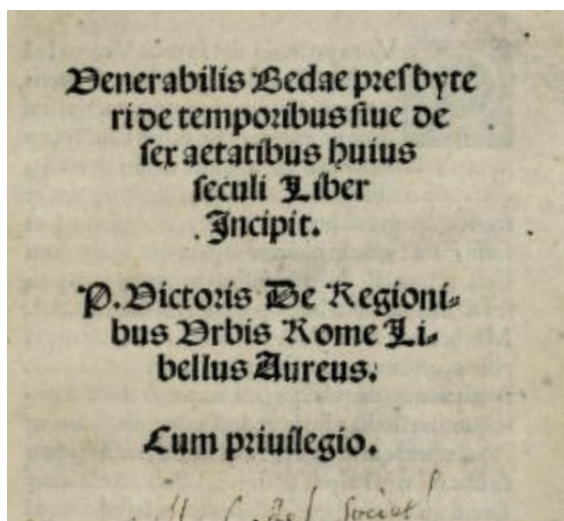 Venerabilis Bedae presbyte
ri de temporibus siue de
sex aetatibus huius
seculi Liber
Incipit.
P. Victoris De Regioni⸗
bus Vrbis Rome Li⸗
bellus Aureus.
Cum priuilegio.